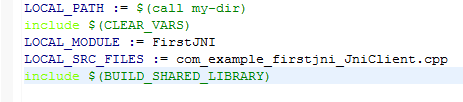 LOCAL_PATH := $(call my-dir)
include $(CLEAR_VARS)
LOCAL_MODULE := FirstJNI
LOCAL_SRC_FILES := com_example_firstjni_JniClient.cpp
include $(BUILD_SHARED_LIBRARY)